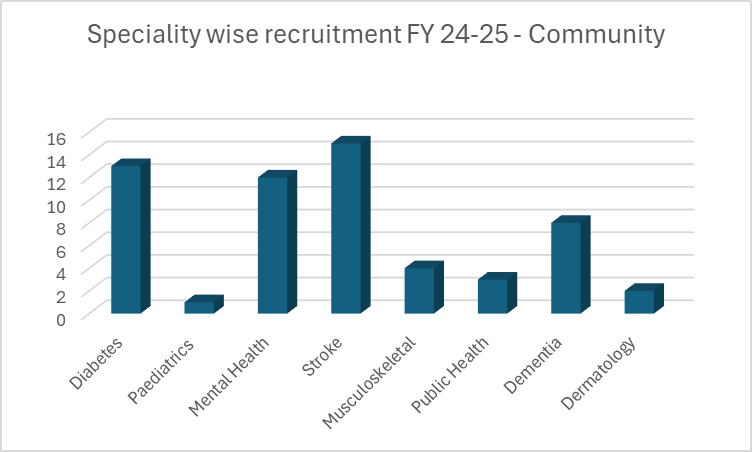 Speciality wise recruitment FY 24-25 - Community
16
14
12
10
8
6
4
2
0
Diabetes
Paediatrics
Mental Health
Stroke
Musculoskeletal
Public Health
Dementia
Dermatology